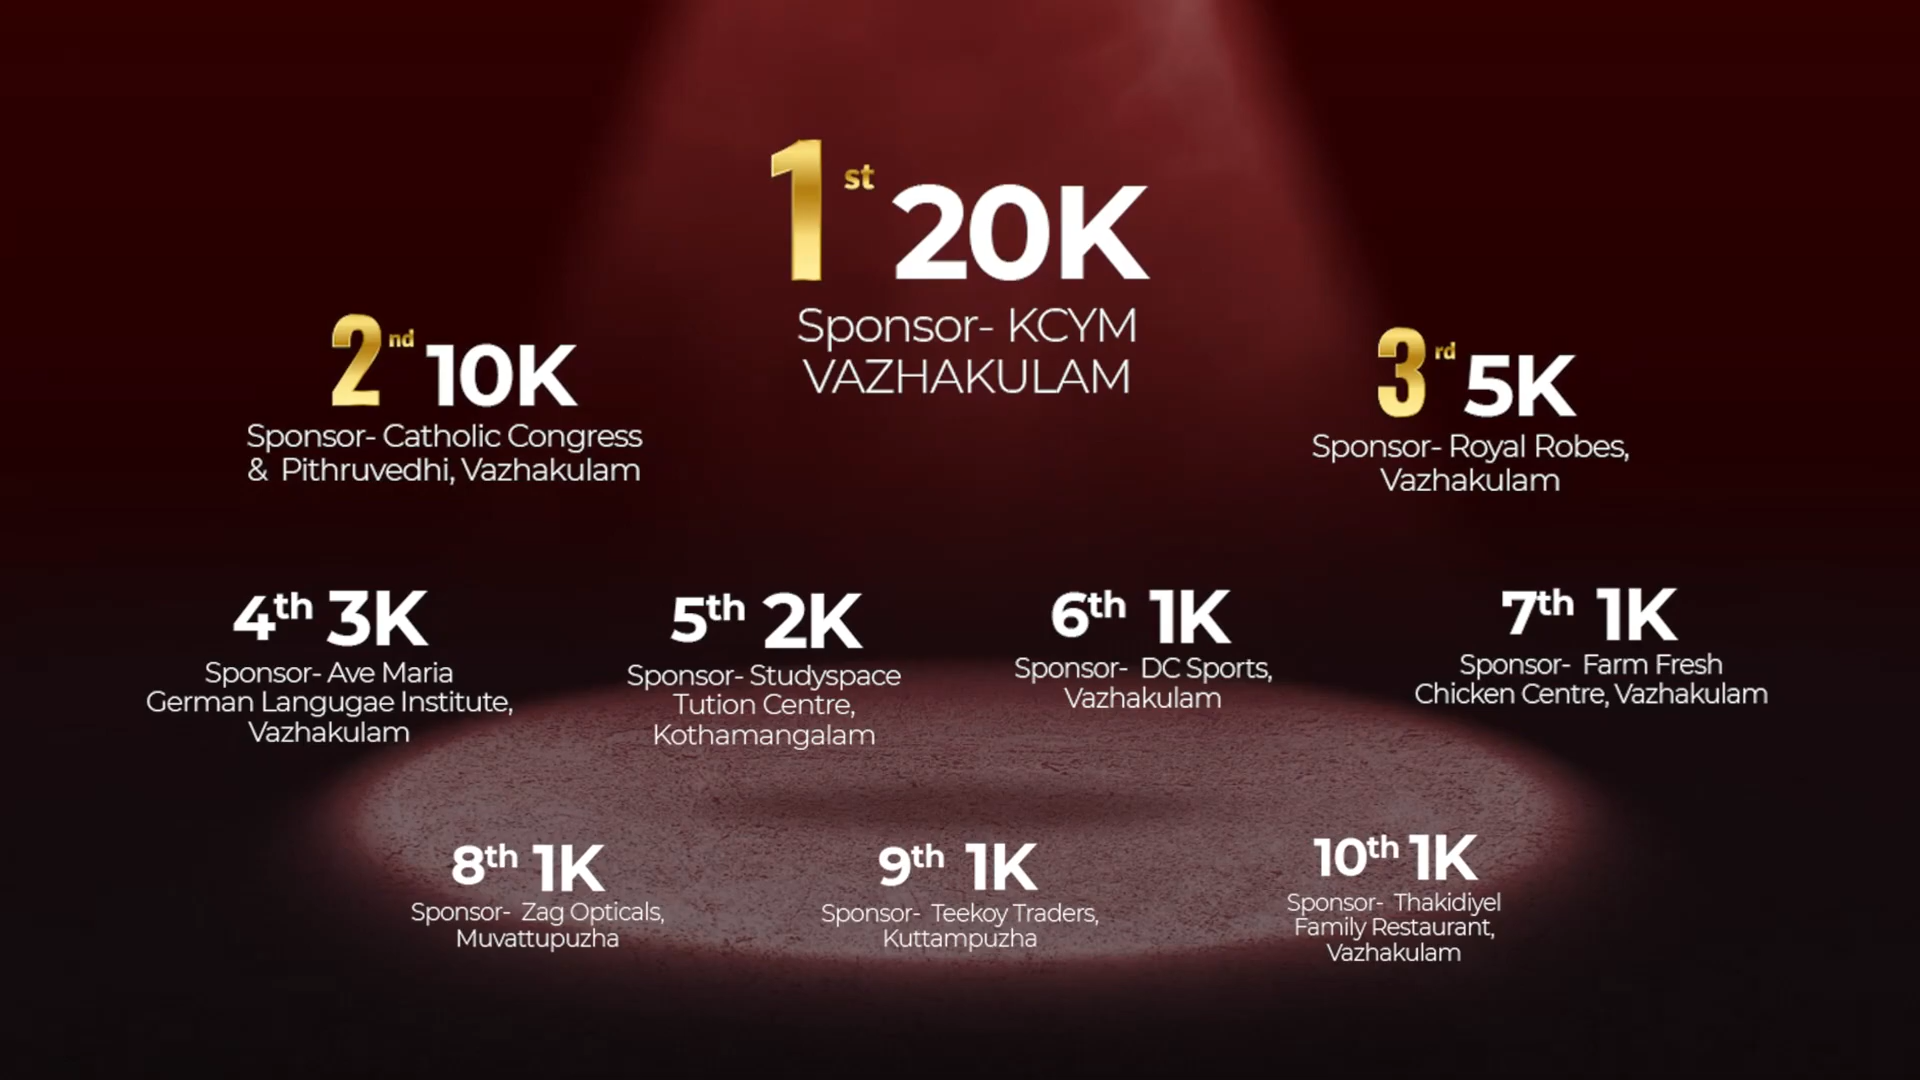 1st 20K
Sponsor- KCYM
VAZHAKULAM
2nd 10K
Sponsor- Catholic Congress
& Pithruvedhi, Vazhakulam
3rd 5K
Sponsor- Royal Robes,
Vazhakulam
4th 3K
Sponsor- Ave Maria
German Langugae Institute,
Vazhakulam
5th 2K
Sponsor- Studyspace
Tution Centre,
Kothamangalam
6th 1K
Sponsor- DC Sports,
Vazhakulam
7th 1K
Sponsor- Farm Fresh
Chicken Centre, Vazhakulam
8th 1K
Sponsor- Zag Opticals,
Muvattupuzha
9th 1K
Sponsor- Teekoy Traders,
Kuttampuzha
10th 1K
Sponsor- Thakidiyel
Family Restaurant,
Vazhakulam